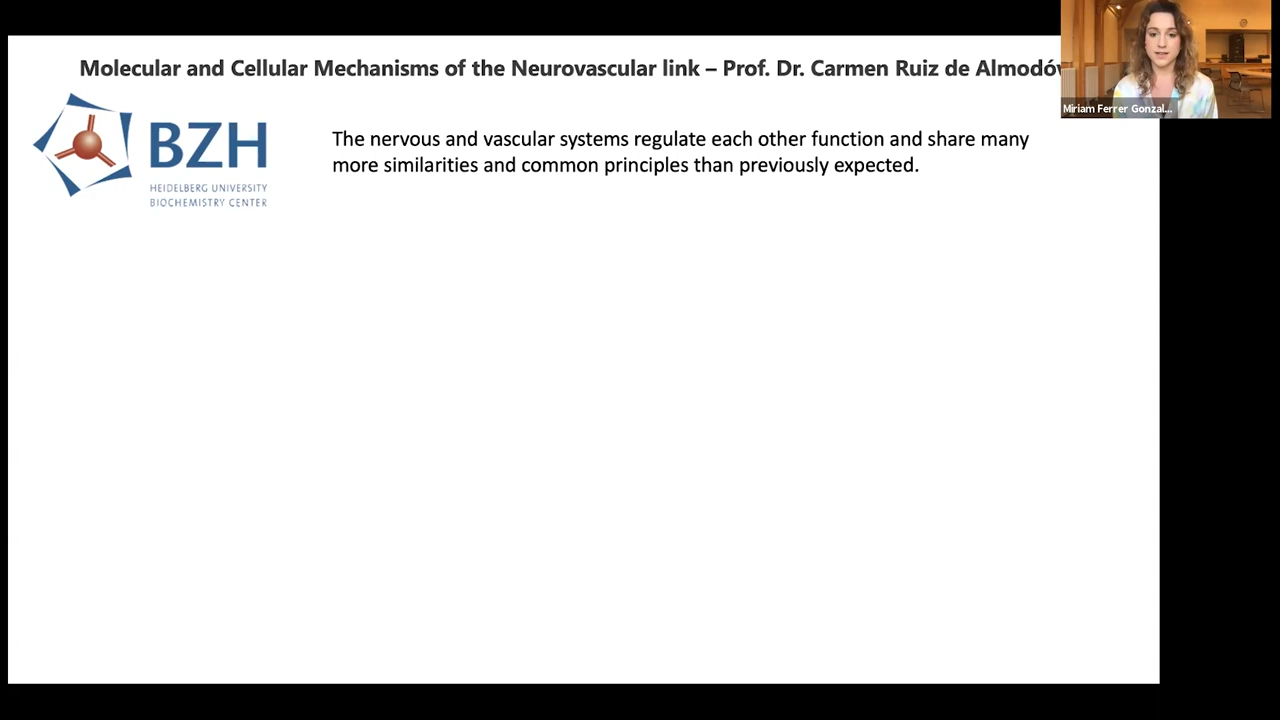 Molecular and Cellular Mechanisms of the Neurovascular link – Prof. Dr. Carmen Ruiz de Almodóv
Miriam Ferrer Gonzal...
BZH
HEIDELBERG UNIVERSITY
BIOCHEMISTRY CENTER
The nervous and vascular systems regulate each other function and share many
more similarities and common principles than previously expected.